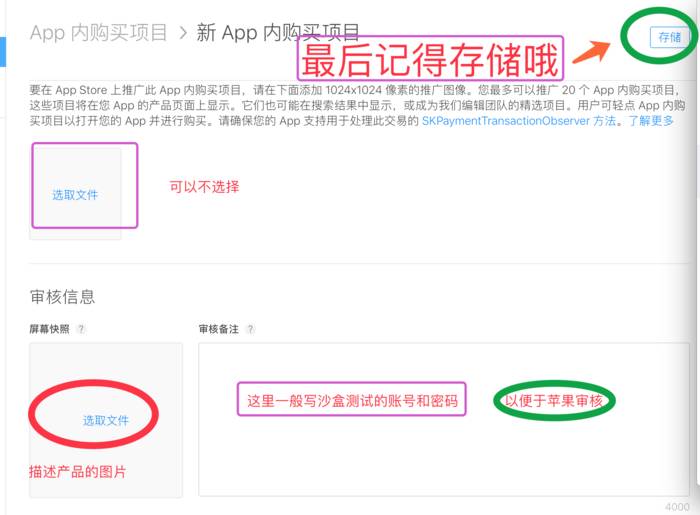 App 内购买项目 > 新 App 内购买项目
存储
最后记得存储哦
要在 App Store 上推广此 App 内购买项目，请在下面添加 1024x1024 像素的推广图像。您最多可以推广 20 个 App 内购买项目，
这些项目将在您 App 的产品页面上显示。它们也可能在搜索结果中显示，或成为我们编辑团队的精选项目。用户可轻点 App 内购
买项目以打开您的 App 并进行购买。请确保您的 App 支持用于处理此交易的 SKPaymentTransactionObserver 方法。了解更多
选取文件
可以不选择
审核信息
屏幕快照 ?
审核备注 ?
选取文件
描述产品的图片
这里一般写沙盒测试的账号和密码
以便于苹果审核
4000